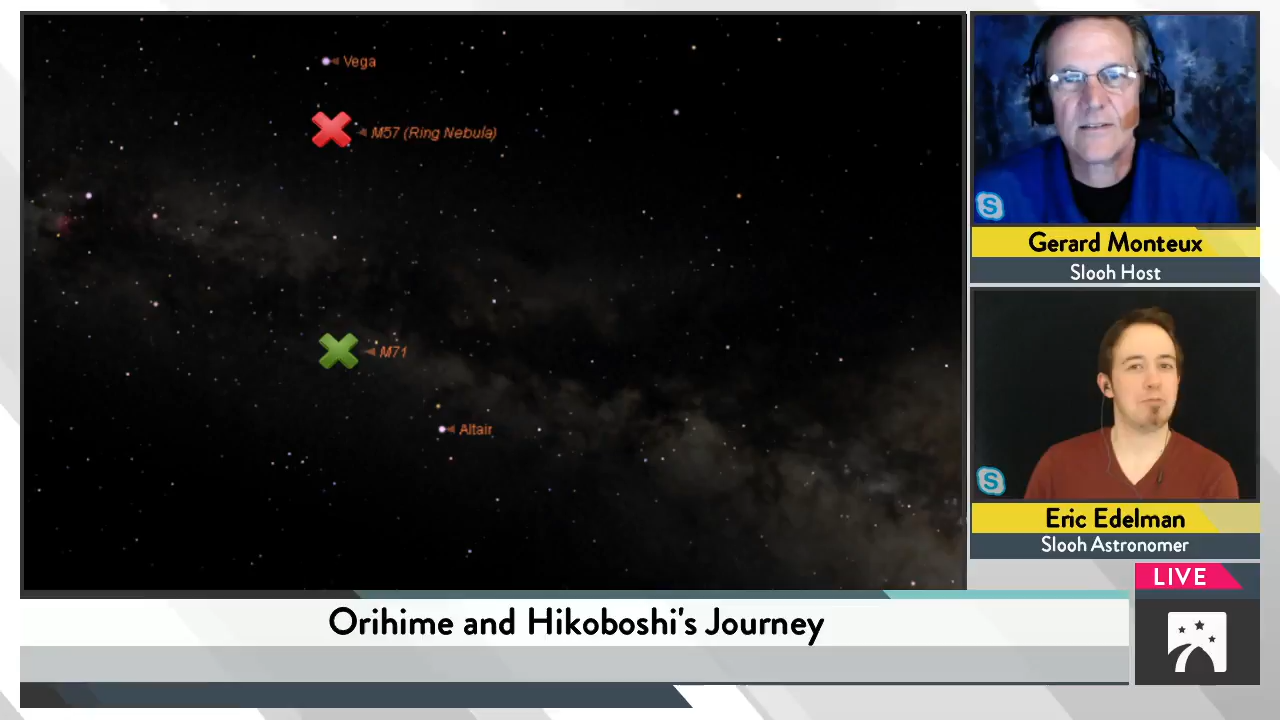 Vega
M57 (Ring Nebula)
M71
Altair
Gerard Monteux
Slooh Host
Eric Edelman
Slooh Astronomer
LIVE
Orihime and Hikoboshi's Journey